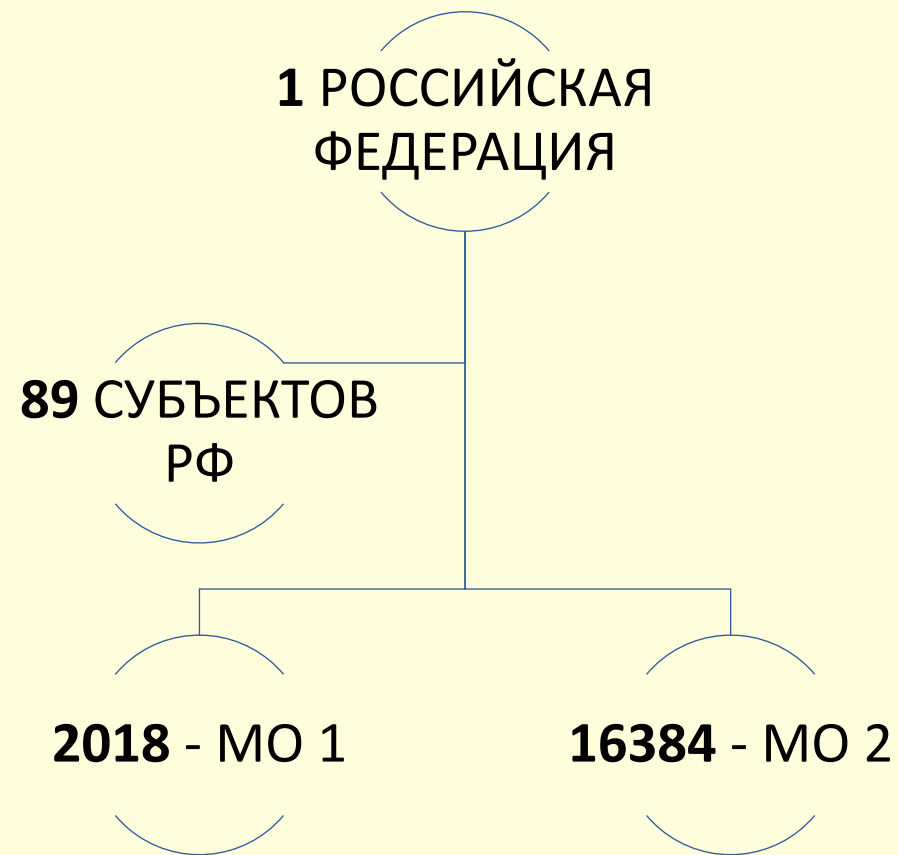 1 РОССИЙСКАЯ
ФЕДЕРАЦИЯ
89 СУБЪЕКТОВ
РФ
2018 - МО 1
16384 - МО 2